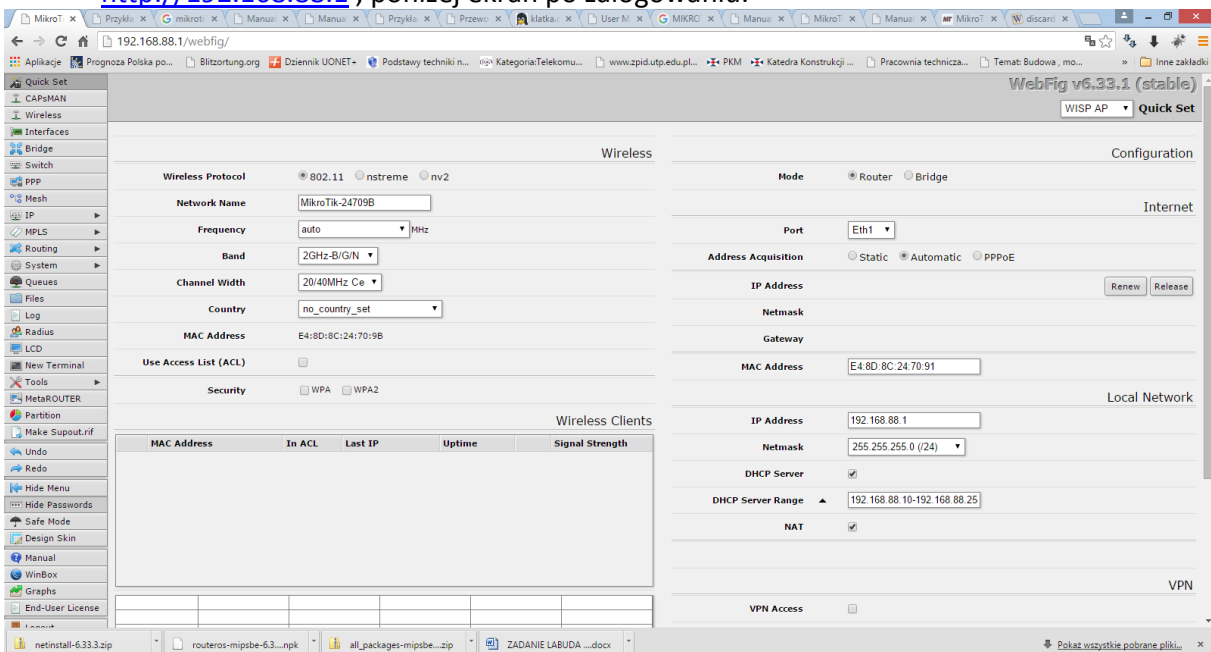 http://192.168.88.1 , poniżej ekran po zalogowaniu.
MikroT Przykła G mikroti Manual Manua Przykła Przewo klatka.c User M G MIKRO Manua MikroT Manual MikroT discard
192.168.88.1/webfig/
Aplikacje Prognoza Polska po... Blitzortung.org Dziennik UONET+ Podstawy techniki n... Kategoria:Telekomu... www.zpid.utp.edu.pl... PKM Katedra Konstrukcji ... Pracownia technicza... Temat: Budowa , mo... » Inne zakładki
Quick Set
CAPsMAN
Wireless
Interfaces
Bridge
Switch
PPP
Mesh
IP
MPLS
Routing
System
Queues
Files
Log
Radius
LCD
New Terminal
Tools
MetaROUTER
Partition
Make Supout.rif
Undo
Redo
Hide Menu
Hide Passwords
Safe Mode
Design Skin
Manual
WinBox
Graphs
End-User License
Logout
WebFig v6.33.1 (stable)
WISP AP Quick Set
Wireless
Wireless Protocol 802.11 nstreme nv2
Network Name MikroTik-24709B
Frequency auto MHz
Band 2GHz-B/G/N
Channel Width 20/40MHz Ce
Country no_country_set
MAC Address E4:8D:8C:24:70:9B
Use Access List (ACL)
Security WPA WPA2
Wireless Clients
MAC Address In ACL Last IP Uptime Signal Strength
Configuration
Mode Router Bridge
Internet
Port Eth1
Address Acquisition Static Automatic PPPoE
IP Address Renew Release
Netmask
Gateway
MAC Address E4:8D:8C:24:70:91
Local Network
IP Address 192.168.88.1
Netmask 255.255.255.0 (/24)
DHCP Server
DHCP Server Range 192.168.88.10-192.168.88.25
NAT
VPN
VPN Access
netinstall-6.33.3.zip routeros-mipsbe-6.3....npk all_packages-mipsbe....zip ZADANIE LABUDA ....docx Pokaż wszystkie pobrane pliki...